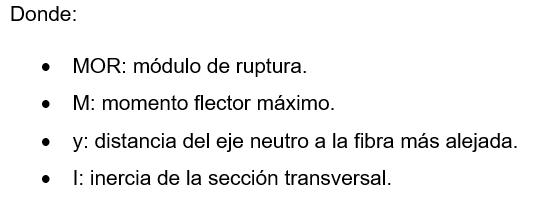 Donde:
• MOR: módulo de ruptura.
• M: momento flector máximo.
• y: distancia del eje neutro a la fibra más alejada.
• I: inercia de la sección transversal.